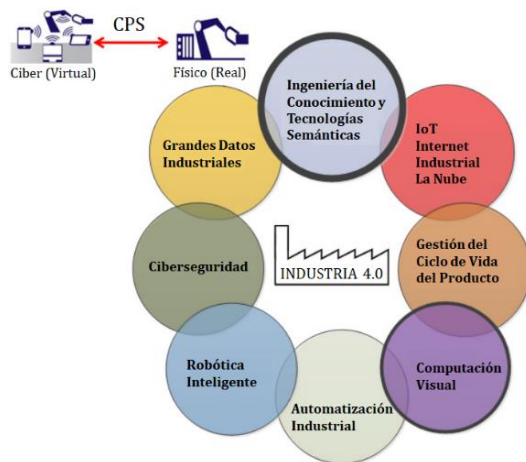 CPS
Ciber (Virtual)
Físico (Real)
Ingeniería del
Conocimiento y
Tecnologías
Semánticas
Grandes Datos
Industriales
IoT
Internet
Industrial
La Nube
Ciberseguridad
INDUSTRIA 4.0
Gestión del
Ciclo de Vida
del Producto
Robótica
Inteligente
Computación
Visual
Automatización
Industrial